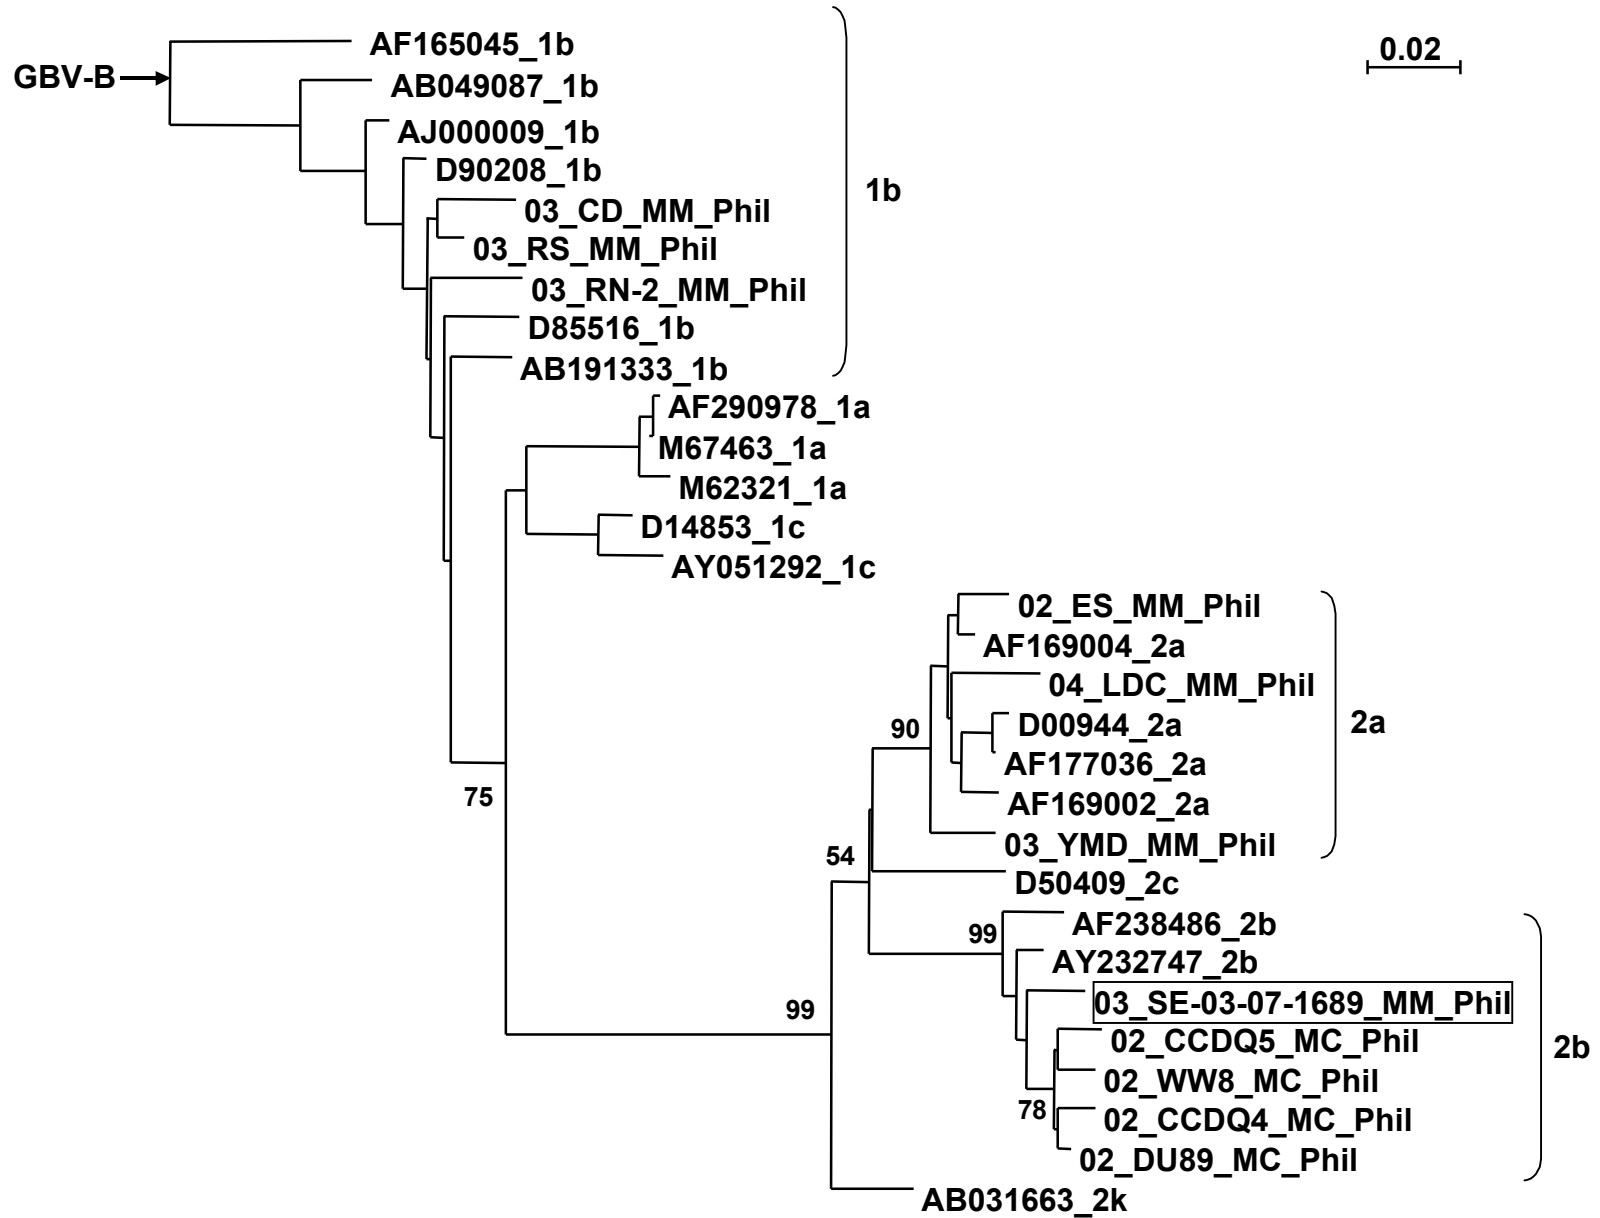 AF165045_1b
0.02
GBV-B
AB049087_1b
AJ000009_1b
D90208_1b
1b
03_CD_MM_Phil
03_RS_MM_Phil
03_RN-2_MM_Phil
D85516_1b
AB191333_1b
AF290978_1a
M67463_1a
M62321_1a
D14853_1c
AY051292_1c
02_ES_MM_Phil
AF169004_2a
04_LDC_MM_Phil
90
D00944_2a
2a
AF177036_2a
75
AF169002_2a
03_YMD_MM_Phil
54
D50409_2c
AF238486_2b
99
AY232747_2b
03_SE-03-07-1689_MM_Phil
99
02_CCDQ5_MC_Phil
2b
02_WW8_MC_Phil
78
02_CCDQ4_MC_Phil
02_DU89_MC_Phil
AB031663_2k